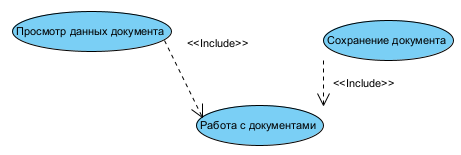 Просмотр данных документа
<<Include>>
Сохранение документа
<<Include>>
Работа с документами